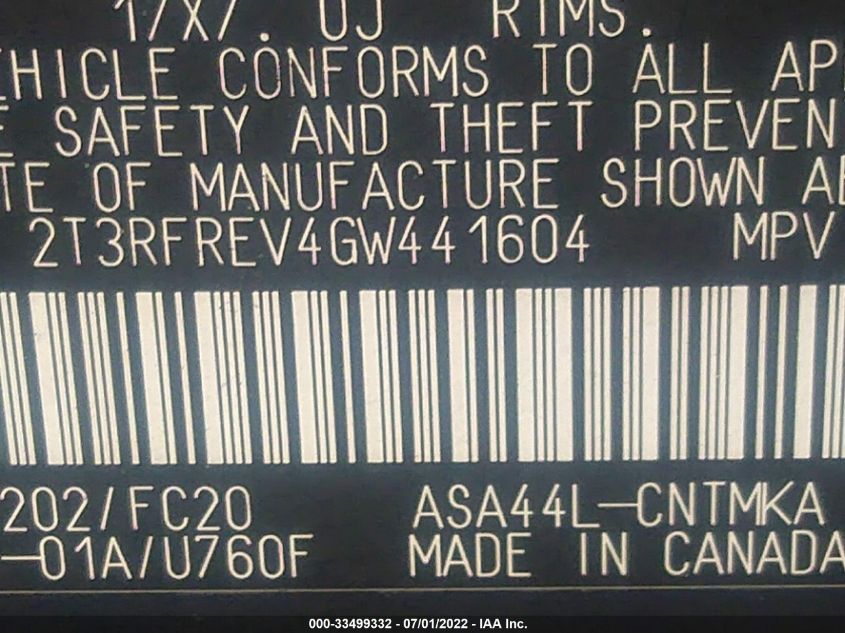 17X7.0J RIMS.
EHICLE CONFORMS TO ALL AP
E SAFETY AND THEFT PREVEN
TE OF MANUFACTURE SHOWN AB
2T3RFREV4GW441604 MPV
202/FC20 ASA44L-CNTMKA
-01A/U760F MADE IN CANADA
000-33499332 - 07/01/2022 - IAA Inc.